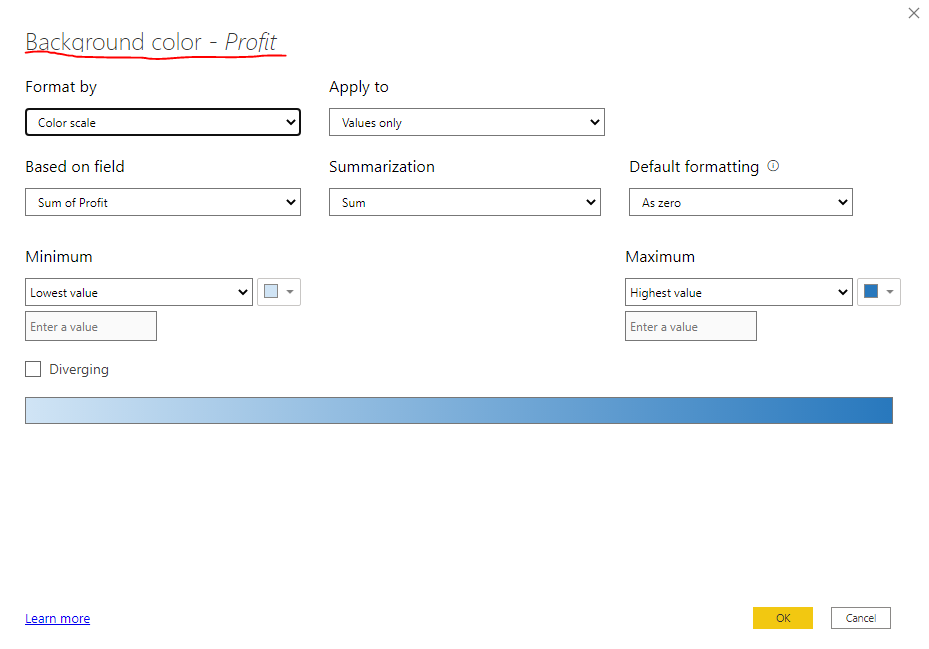 Background color - Profit
Format by
Apply to
Color scale
Values only
Based on field
Summarization
Default formatting
Sum of Profit
Sum
As zero
Minimum
Maximum
Lowest value
Highest value
Enter a value
Enter a value
Diverging
Learn more
OK
Cancel